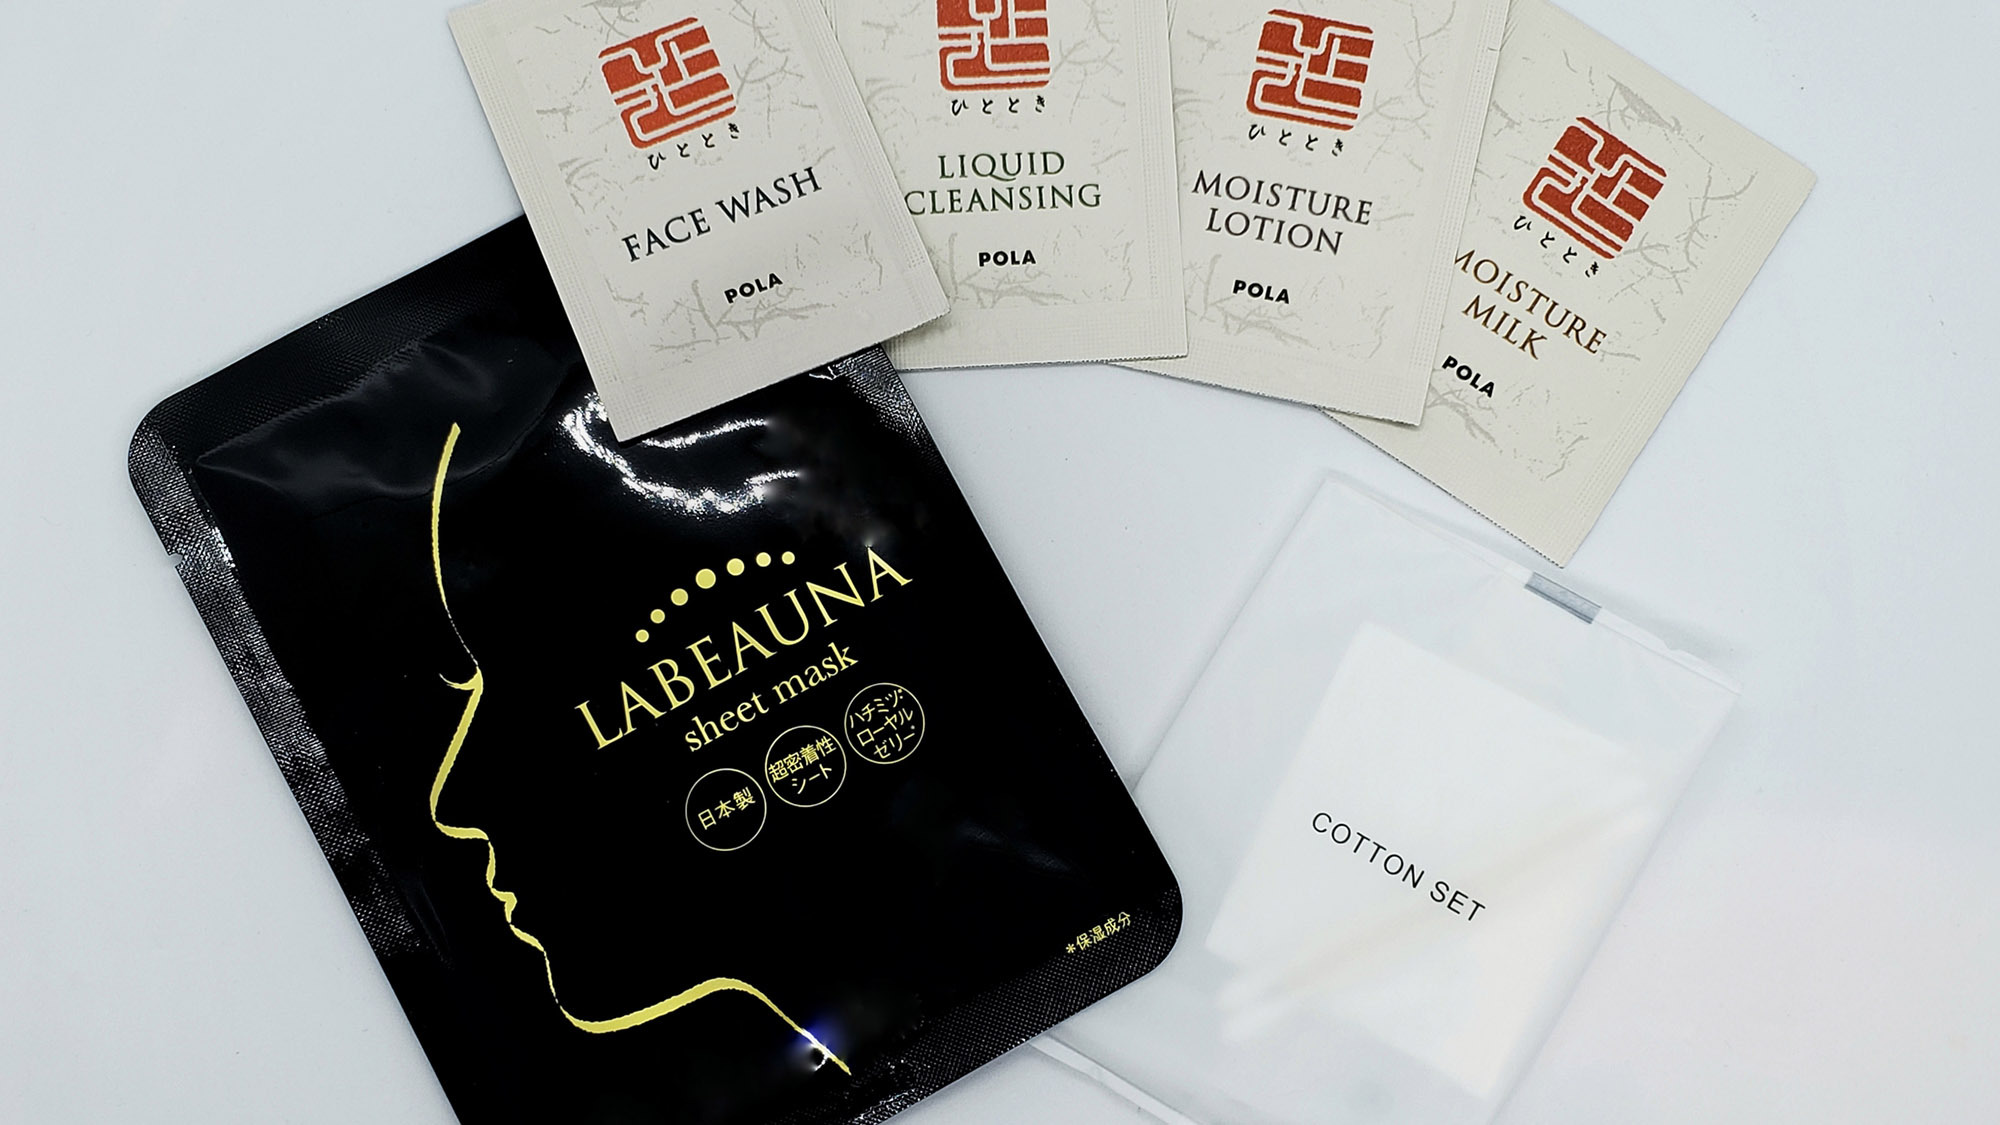 ひととき
FACE WASH
POLA
ひととき
LIQUID
CLEANSING
POLA
ひととき
MOISTURE
LOTION
POLA
ひととき
MOISTURE
MILK
POLA
LABEAUNA
sheet mask
日本製
超密着性
シート
ハチミツ*
ローヤル
ゼリー*
*保湿成分
COTTON SET